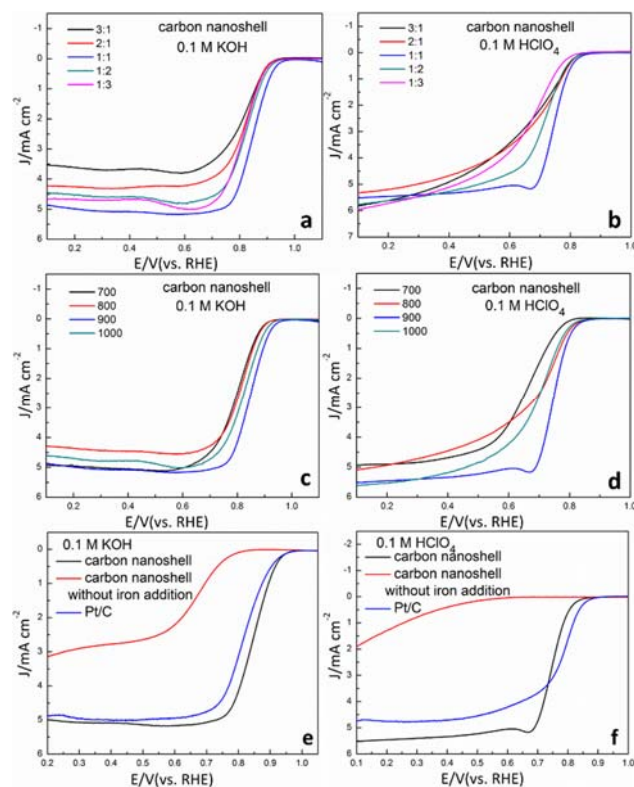 3:1
2:1
1:1
1:2
1:3
carbon nanoshell
0.1 M KOH
J/mA cm-2
0
1
2
3
4
5
6
0.2 0.4 0.6 0.8 1.0
E/V(vs. RHE)
a
3:1
2:1
1:1
1:2
1:3
carbon nanoshell
0.1 M HClO4
J/mA cm-2
-2
-1
0
1
2
3
4
5
6
7
0.2 0.4 0.6 0.8 1.0
E/V(vs. RHE)
b
700
800
900
1000
carbon nanoshell
0.1 M KOH
J/mA cm-2
0
1
2
3
4
5
6
0.2 0.4 0.6 0.8 1.0
E/V(vs. RHE)
c
700
800
900
1000
carbon nanoshell
0.1 M HClO4
J/mA cm-2
-2
-1
0
1
2
3
4
5
6
0.2 0.4 0.6 0.8 1.0
E/V(vs. RHE)
d
0.1 M KOH
carbon nanoshell
carbon nanoshell
without iron addition
Pt/C
J/mA cm-2
0
1
2
3
4
5
6
0.2 0.3 0.4 0.5 0.6 0.7 0.8 0.9 1.0 1.1
E/V(vs. RHE)
e
0.1 M HClO4
carbon nanoshell
carbon nanoshell
without iron addition
Pt/C
J/mA cm-2
-2
-1
0
1
2
3
4
5
6
0.1 0.2 0.3 0.4 0.5 0.6 0.7 0.8 0.9 1.0
E/V(vs. RHE)
f